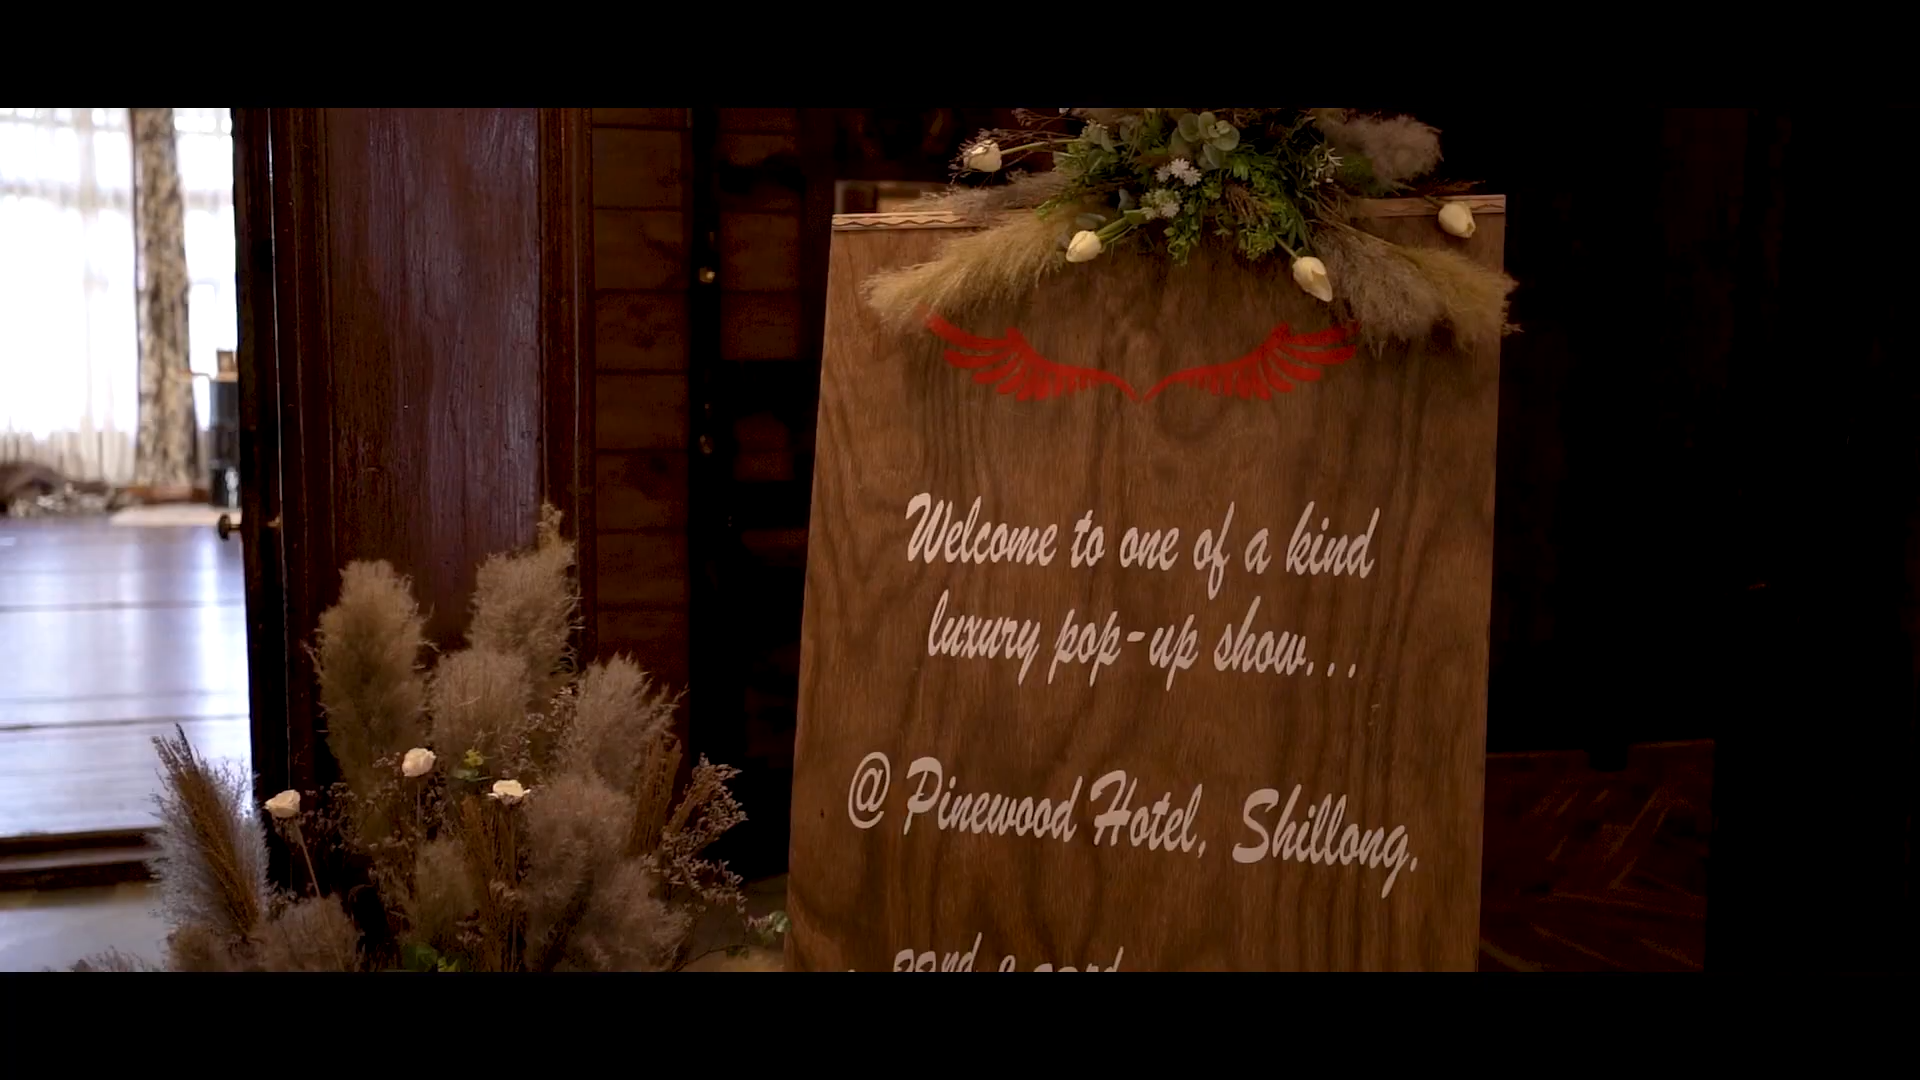 Welcome to one of a kind
luxury pop-up show...
@ Pinewood Hotel, Shillong.